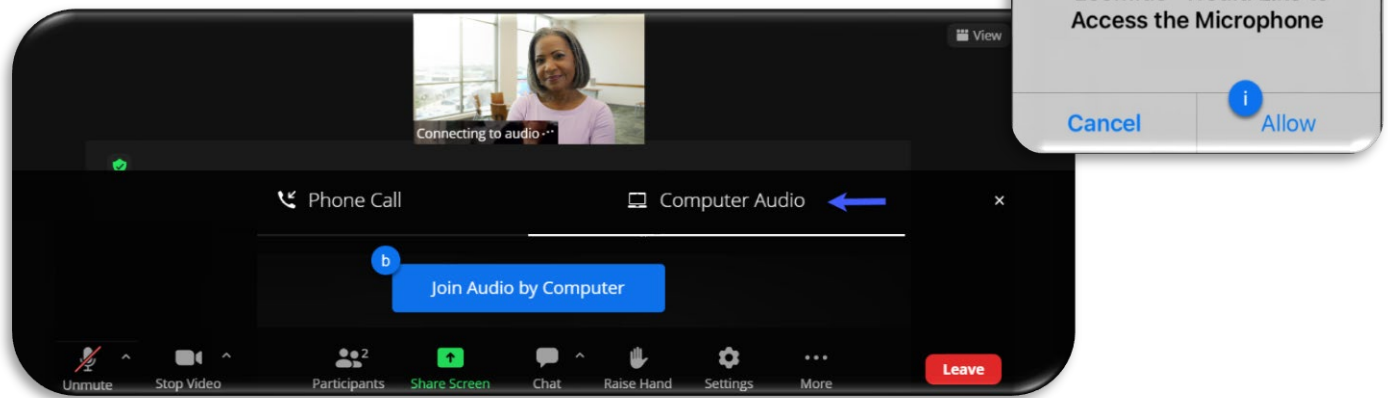 Access the Microphone
View
i
Cancel
Allow
Connecting to audio
Phone Call
Computer Audio
×
b
Join Audio by Computer
2
Unmute
Stop Video
Participants
Share Screen
Chat
Raise Hand
Settings
More
Leave